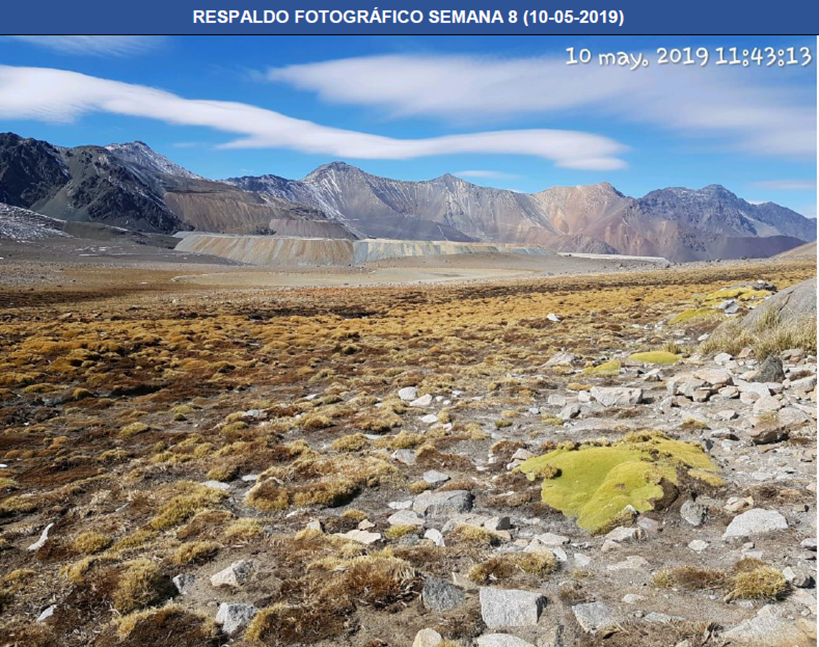 RESPALDO FOTOGRÁFICO SEMANA 8 (10-05-2019)
10 may. 2019 11:43:13